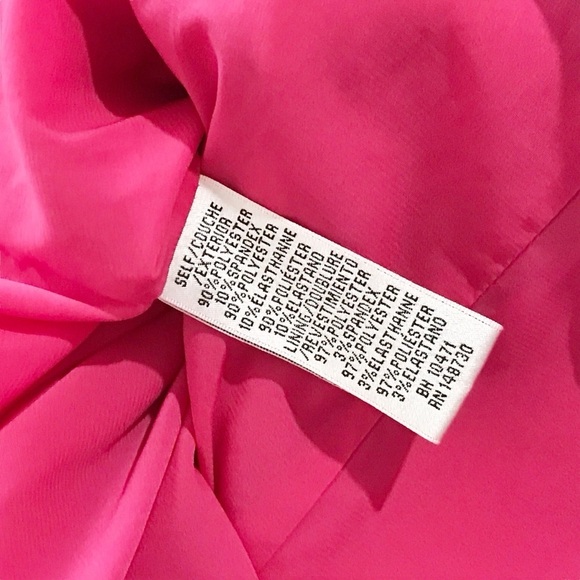 SELF/COUCHE
/EXTERIOR
90%POLYESTER
10%SPANDEX
90%POLYESTER
10%ELASTHANNE
90%POLIESTER
10%ELASTANO
LINING/DOUBLURE
/REVESTIMENTO
97%POLYESTER
3%SPANDEX
97%POLYESTER
3%ELASTHANNE
97%POLIESTER
3%ELASTANO
BH 10471
RN 148730